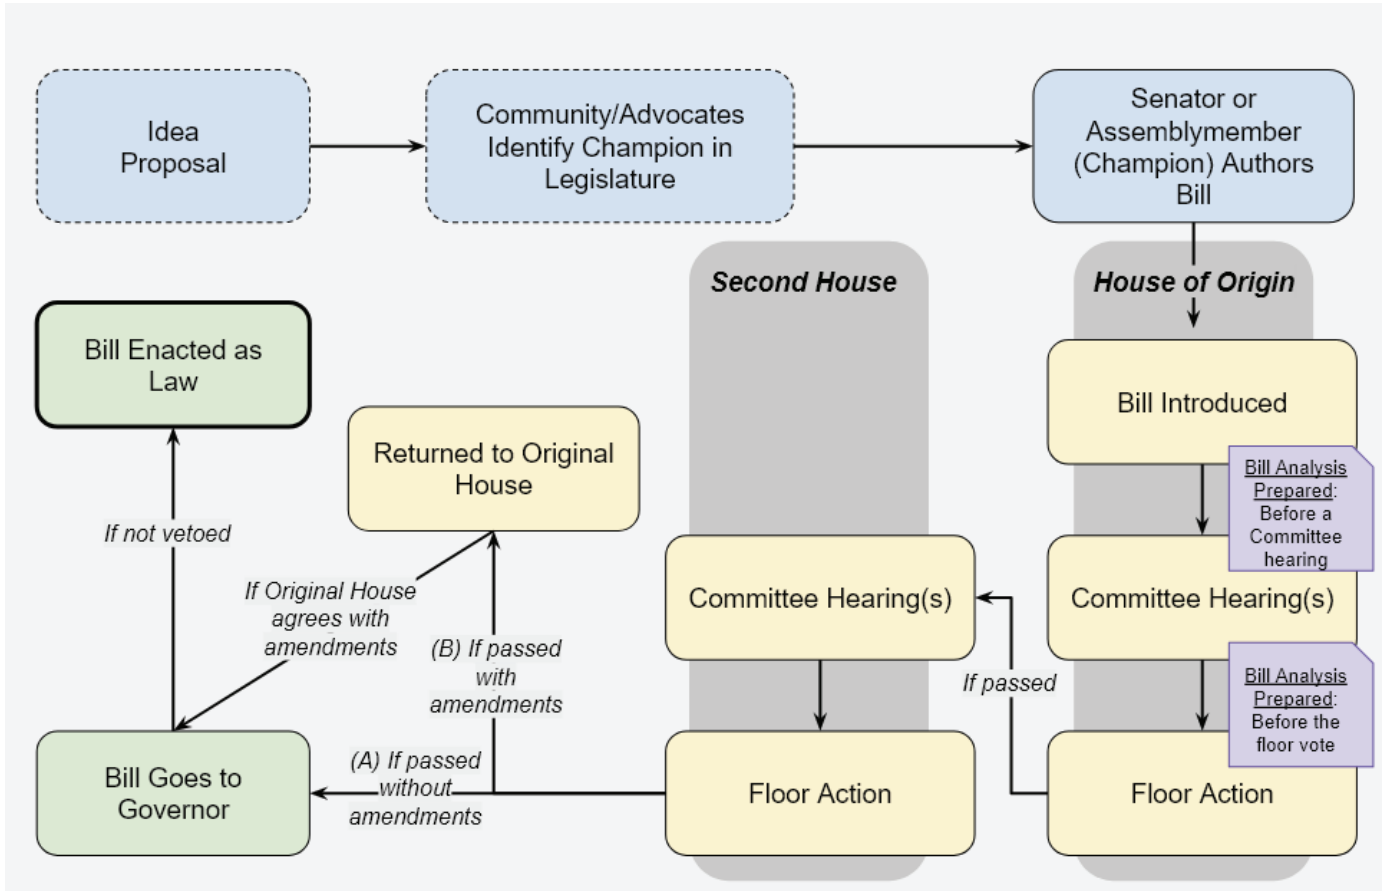 Idea
Proposal
Community/Advocates
Identify Champion in
Legislature
Senator or
Assemblymember
(Champion) Authors
Bill
Second House
House of Origin
Bill Enacted as
Law
Bill Introduced
Returned to Original
House
Bill Analysis
Prepared:
Before a
Committee
hearing
If not vetoed
If Original House
agrees with
amendments
(B) If passed
with
amendments
Committee Hearing(s)
Committee Hearing(s)
If passed
Bill Analysis
Prepared:
Before the
floor vote
Bill Goes to
Governor
(A) If passed
without
amendments
Floor Action
Floor Action